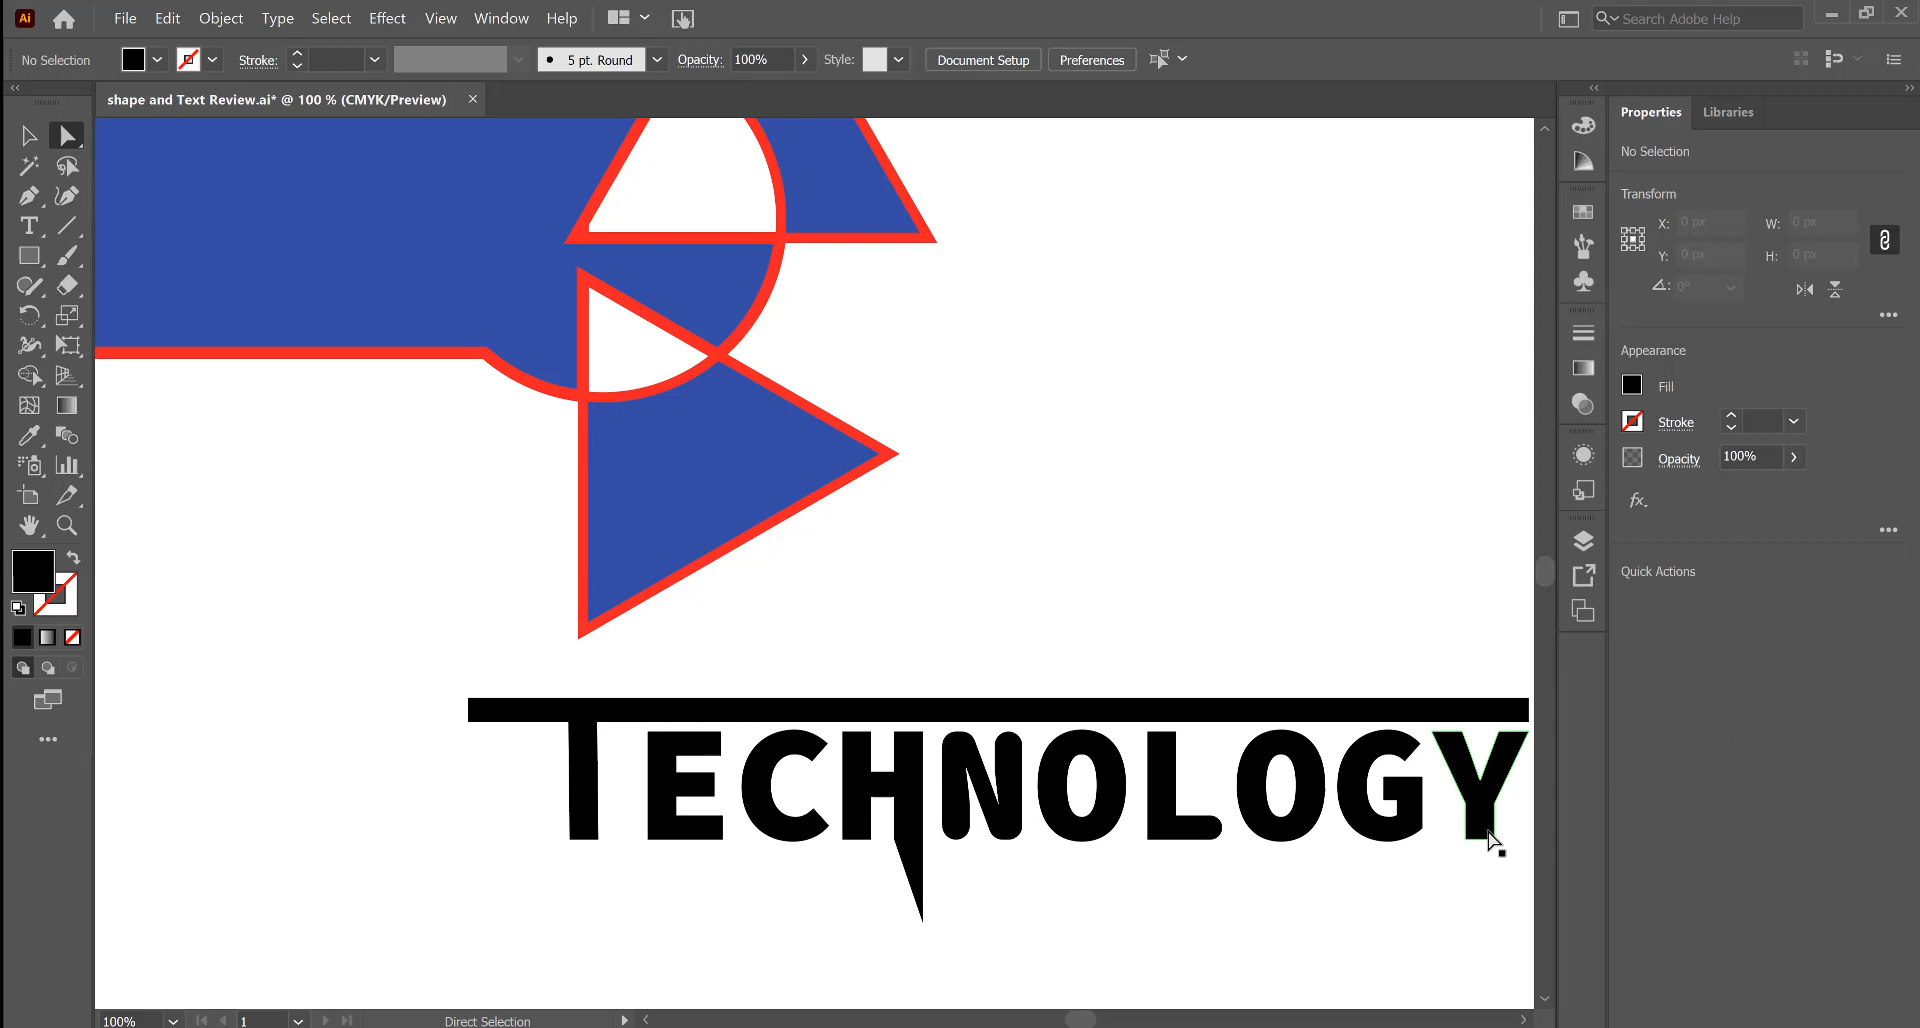 Ai File Edit Object Type Select Effect View Window Help Search Adobe Help
No Selection Stroke: 5 pt. Round Opacity: 100% Style: Document Setup Preferences
shape and Text Review.ai* @ 100 % (CMYK/Preview)
Properties Libraries
No Selection
Transform
X: 0 px W: 0 px
Y: 0 px H: 0 px
0°
Appearance
Fill
Stroke
Opacity 100%
fx.
Quick Actions
TECHNOLOGY
100% 1 Direct Selection